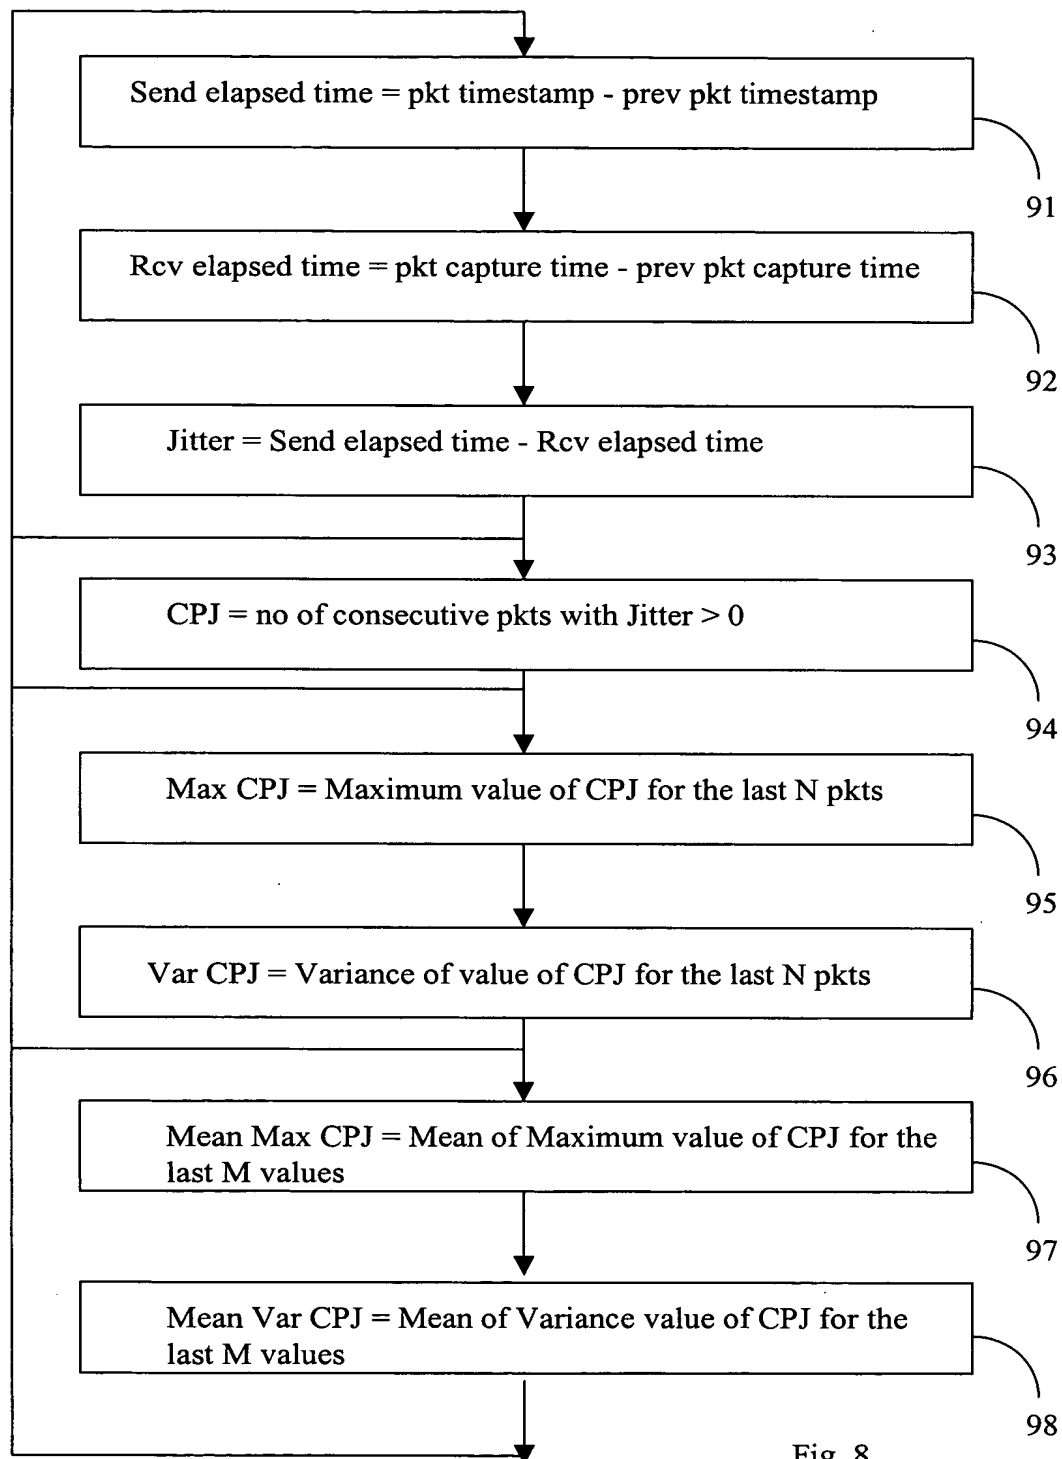 Send elapsed time = pkt timestamp - prev pkt timestamp
91
Rcv elapsed time = pkt capture time - prev pkt capture time
92
Jitter = Send elapsed time - Rcv elapsed time
93
CPJ = no of consecutive pkts with Jitter > 0
94
Max CPJ = Maximum value of CPJ for the last N pkts
95
Var CPJ = Variance of value of CPJ for the last N pkts
96
Mean Max CPJ = Mean of Maximum value of CPJ for the
last M values
97
Mean Var CPJ = Mean of Variance value of CPJ for the
last M values
98
Fig. 8